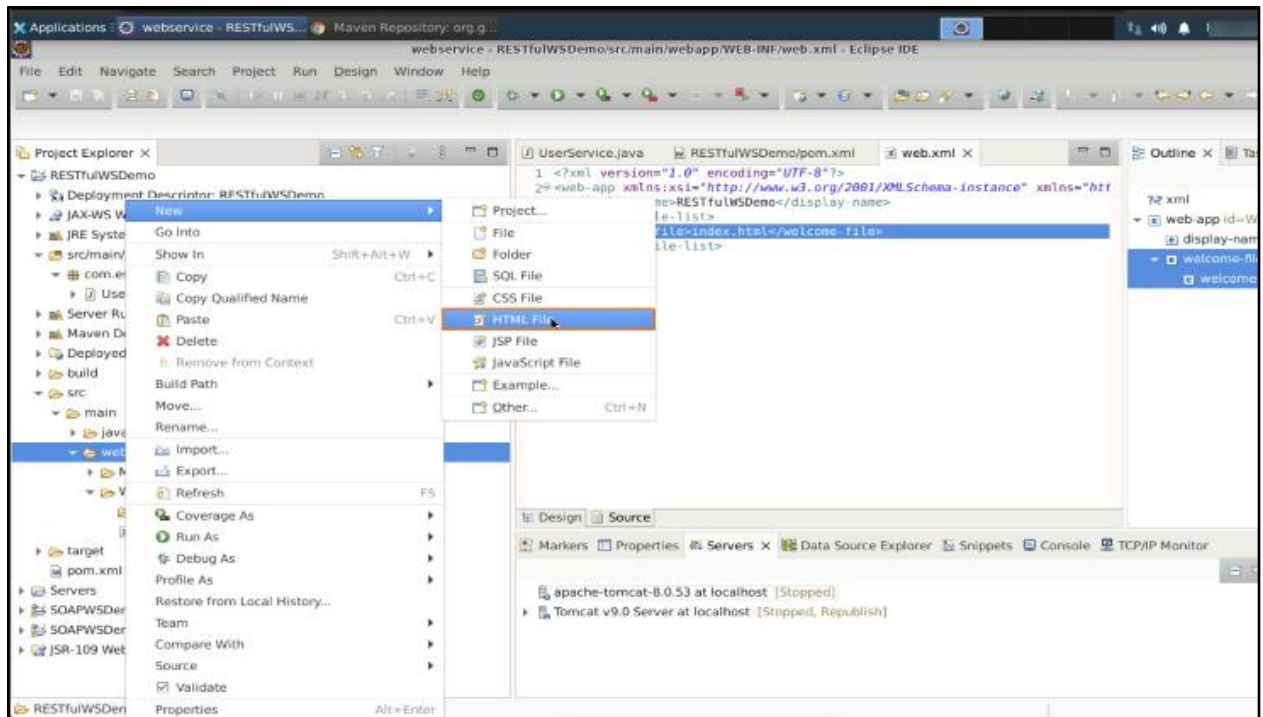 Applications
webservice - RESTfulWS...
Maven Repository: org.g...
webservice - RESTfulWSDemo/src/main/webapp/WEB-INF/web.xml - Eclipse IDE
File Edit Navigate Search Project Run Design Window Help
Project Explorer
RESTfulWSDemo
Deployment Descriptor: RESTfulWSDemo
JAX-WS W
JRE Syste
src/main/
com.e
Use
Server Ru
Maven De
Deployed
build
src
main
java
web
target
pom.xml
Servers
SOAPWSDer
SOAPWSDer
JSR-109 Web
RESTfulWSDen
New
Go Into
Show In Shift+Alt+W
Copy Ctrl+C
Copy Qualified Name
Paste Ctrl+V
Delete
Remove from Context
Build Path
Move...
Rename...
Import...
Export...
Refresh F5
Coverage As
Run As
Debug As
Profile As
Restore from Local History...
Team
Compare With
Source
Validate
Properties Alt+Enter
Project...
File
Folder
SQL File
CSS File
HTML File
JSP File
JavaScript File
Example...
Other... Ctrl+N
UserService.java RESTfulWSDemo/pom.xml web.xml
1 <?xml version="1.0" encoding="UTF-8"?>
2 <web-app xmlns:xsi="http://www.w3.org/2001/XMLSchema-instance" xmlns="htt
me>RESTfulWSDemo</display-name>
le-list>
file>index.html</welcome-file>
ile-list>
Design Source
Markers Properties Servers Data Source Explorer Snippets Console TCP/IP Monitor
apache-tomcat-8.0.53 at localhost [Stopped]
Tomcat v9.0 Server at localhost [Stopped, Republish]
Outline Ta
xml
web-app id=W
display-nam
welcome-file
welcome